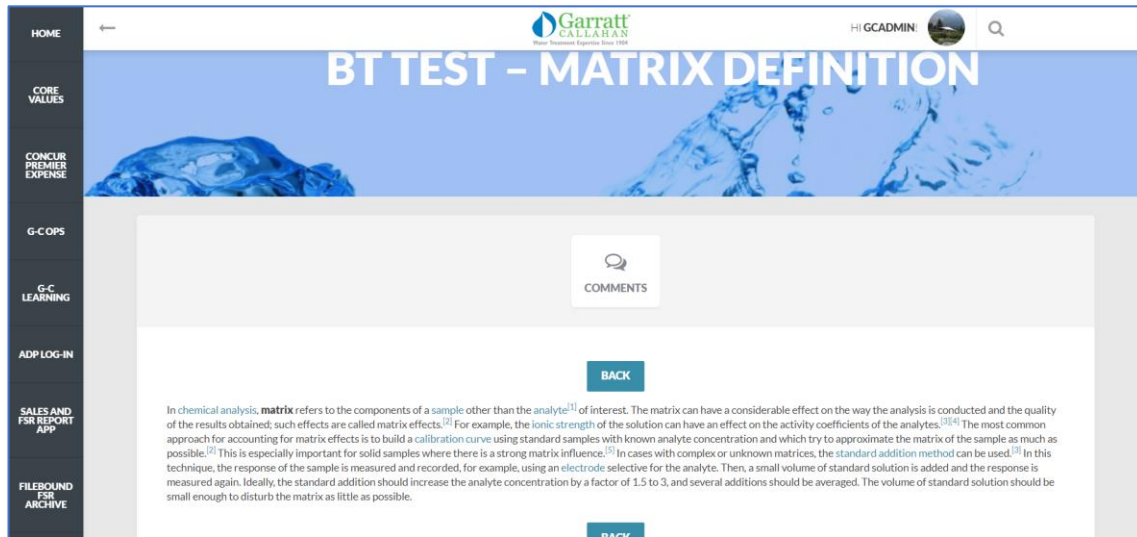 HOME
←
Garratt
CALLAHAN
Water Treatment Expertise Since 1904
HI GCADMIN!
BT TEST – MATRIX DEFINITION
CORE
VALUES
CONCUR
PREMIER
EXPENSE
G-C OPS
G-C
LEARNING
ADP LOG-IN
SALES AND
FSR REPORT
APP
FILEBOUND
FSR
ARCHIVE
COMMENTS
BACK
In chemical analysis, matrix refers to the components of a sample other than the analyte[1] of interest. The matrix can have a considerable effect on the way the analysis is conducted and the quality
of the results obtained; such effects are called matrix effects.[2] For example, the ionic strength of the solution can have an effect on the activity coefficients of the analytes.[3][4] The most common
approach for accounting for matrix effects is to build a calibration curve using standard samples with known analyte concentration and which try to approximate the matrix of the sample as much as
possible.[2] This is especially important for solid samples where there is a strong matrix influence.[5] In cases with complex or unknown matrices, the standard addition method can be used.[3] In this
technique, the response of the sample is measured and recorded, for example, using an electrode selective for the analyte. Then, a small volume of standard solution is added and the response is
measured again. Ideally, the standard addition should increase the analyte concentration by a factor of 1.5 to 3, and several additions should be averaged. The volume of standard solution should be
small enough to disturb the matrix as little as possible.
BACK